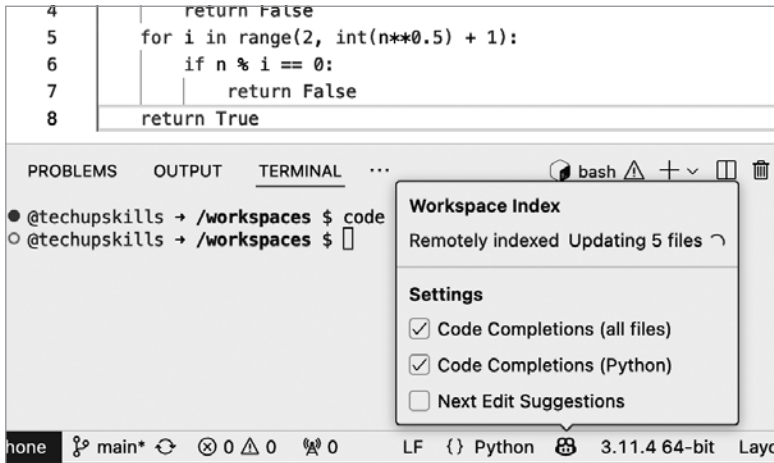 4 return False
5 for i in range(2, int(n**0.5) + 1):
6 if n % i == 0:
7 return False
8 return True
PROBLEMS OUTPUT TERMINAL ... bash
@techupskills → /workspaces $ code
@techupskills → /workspaces $
Workspace Index
Remotely indexed Updating 5 files
Settings
Code Completions (all files)
Code Completions (Python)
Next Edit Suggestions
main* 0 0 0 LF {} Python 3.11.4 64-bit